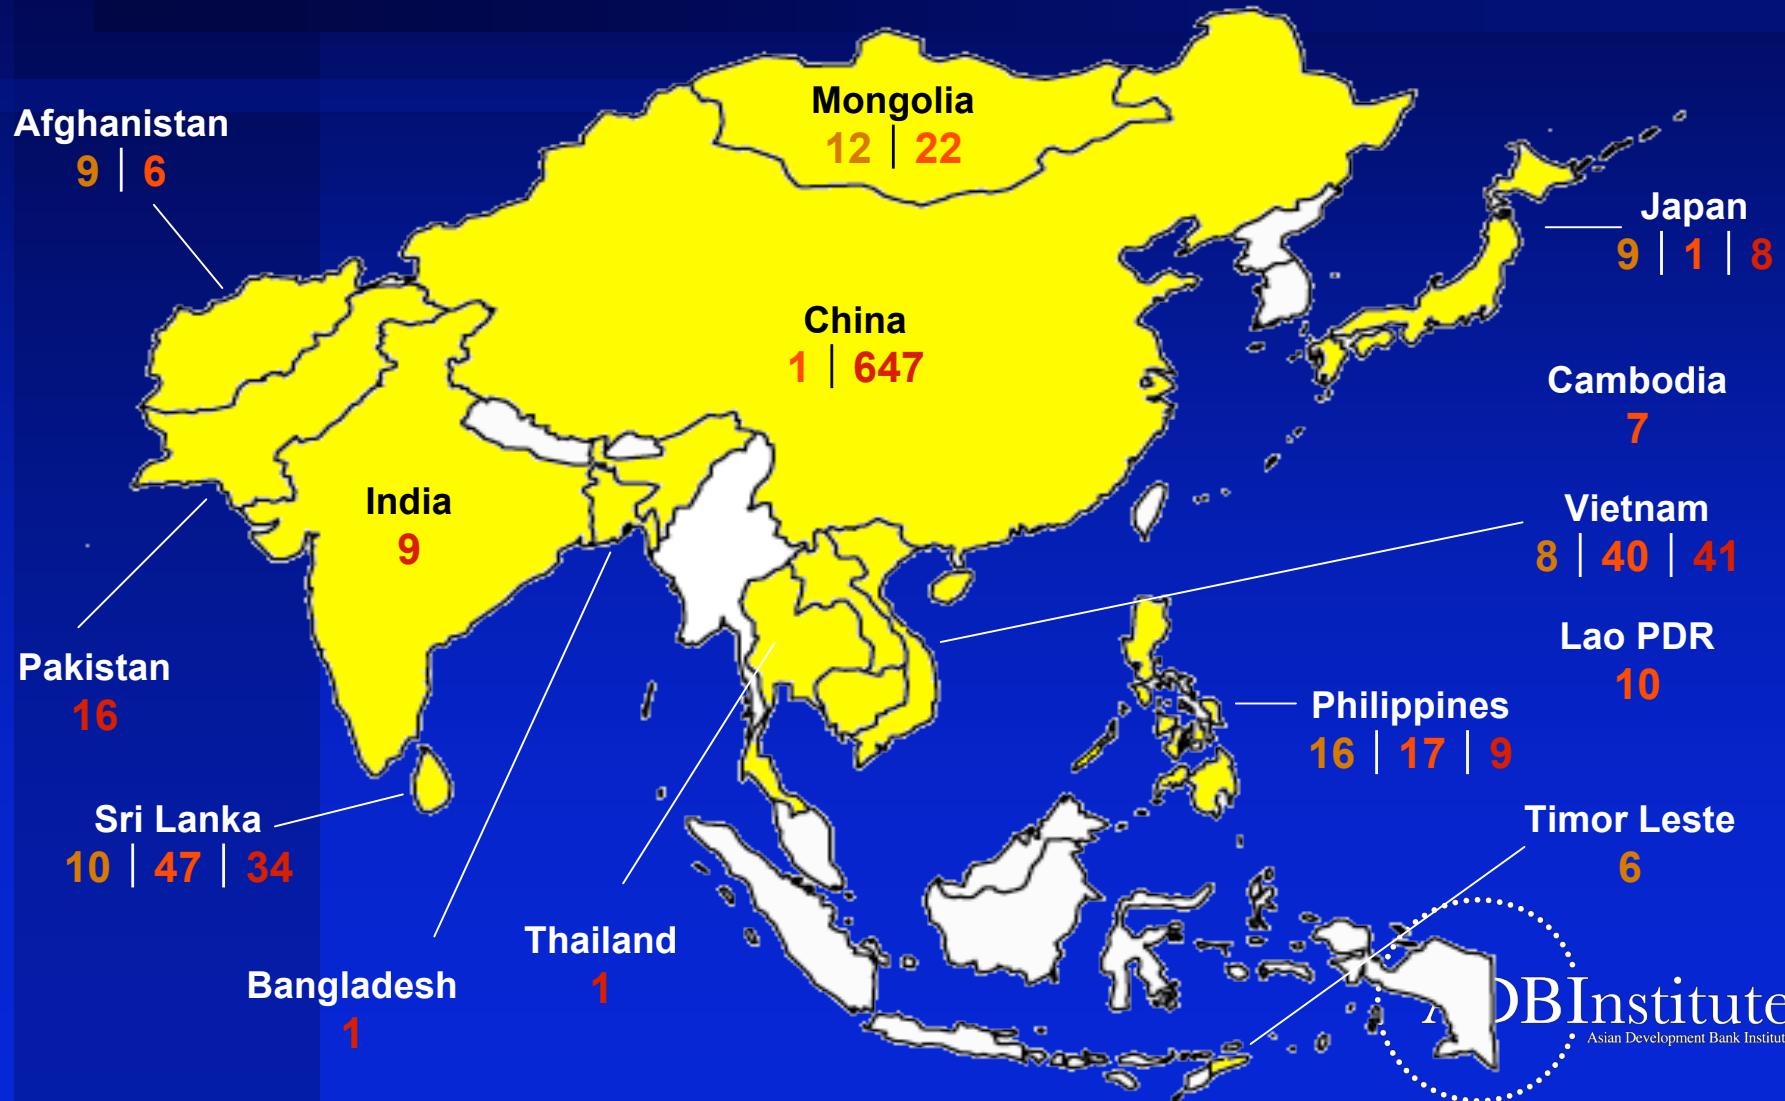 Mongolia
12 | 22
Afghanistan
9 | 6
Japan
9 | 1 | 8
China
1 | 647
Cambodia
7
India
9
Vietnam
8 | 40 | 41
Lao PDR
10
Pakistan
16
Philippines
16 | 17 | 9
Sri Lanka
10 | 47 | 34
Timor Leste
6
Thailand
1
Bangladesh
1
DBInstitute
Asian Development Bank Institut